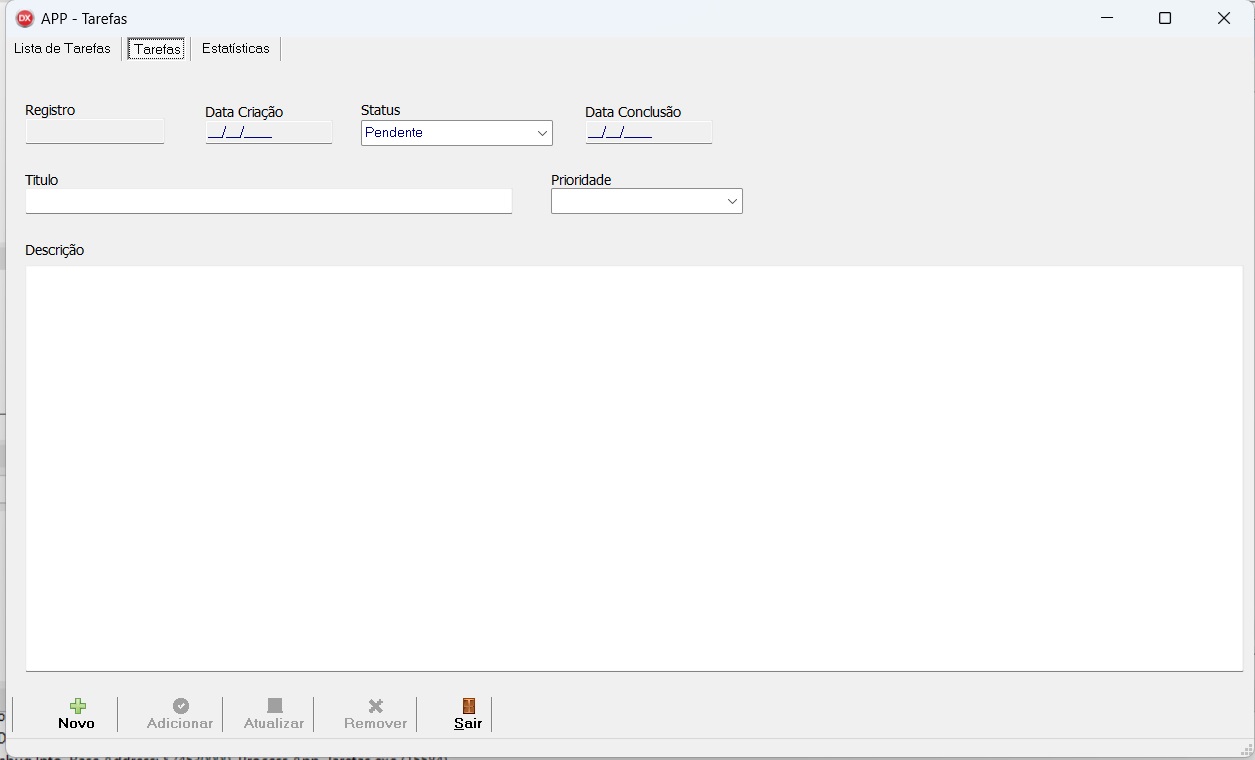 DX APP - Tarefas
Lista de Tarefas Tarefas Estatísticas
Registro Data Criação Status Data Conclusão
__/__/____ Pendente __/__/____
Titulo Prioridade
Descrição
Novo Adicionar Atualizar Remover Sair